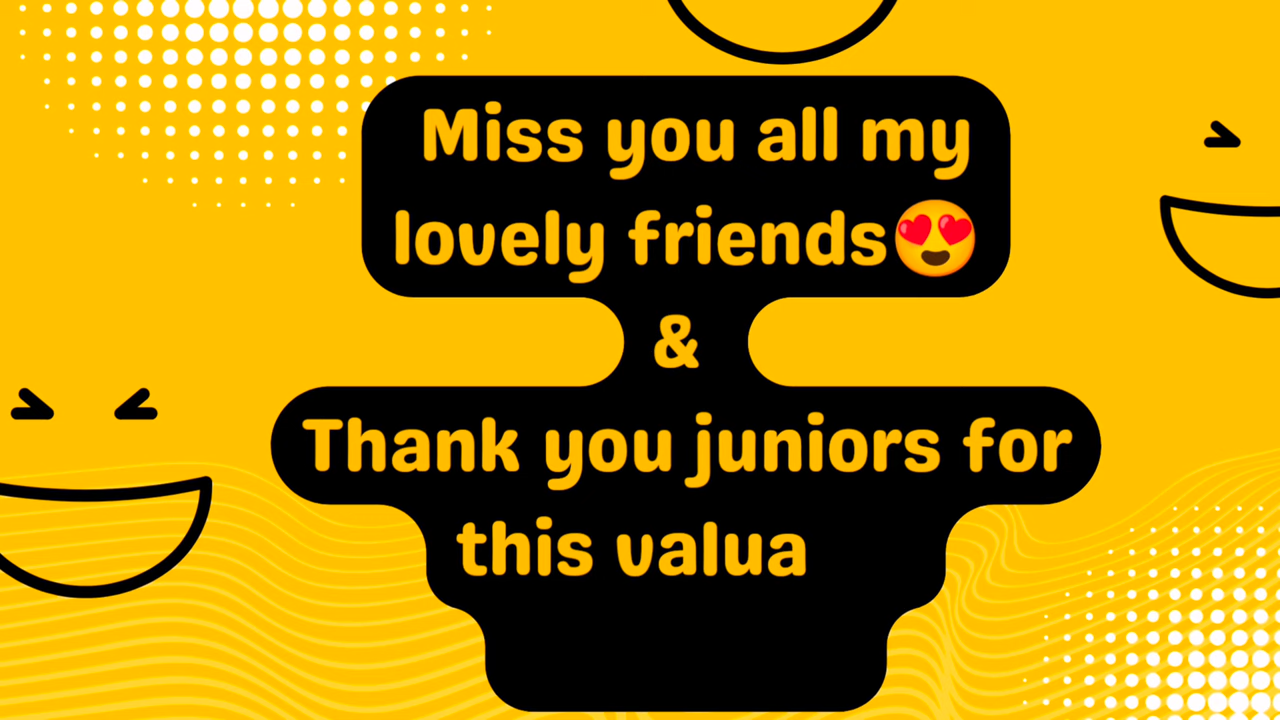 Miss you all my
lovely friends😍
&
Thank you juniors for
this valua